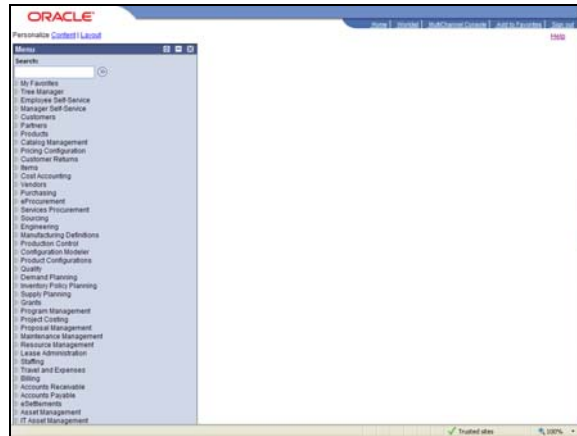 ORACLE
Home | Worklist | MultiChannel Console | Add to Favorites | Sign out
Personalize Content | Layout
Help
Menu
Search:
My Favorites
Tree Manager
Employee Self-Service
Manager Self-Service
Customers
Partners
Products
Catalog Management
Pricing Configuration
Customer Returns
Items
Cost Accounting
Vendors
Purchasing
eProcurement
Services Procurement
Sourcing
Engineering
Manufacturing Definitions
Production Control
Configuration Modeler
Product Configurations
Quality
Demand Planning
Inventory Policy Planning
Supply Planning
Grants
Program Management
Project Costing
Proposal Management
Maintenance Management
Resource Management
Lease Administration
Staffing
Travel and Expenses
Billing
Accounts Receivable
Accounts Payable
eSettlements
Asset Management
IT Asset Management
Trusted sites
100%